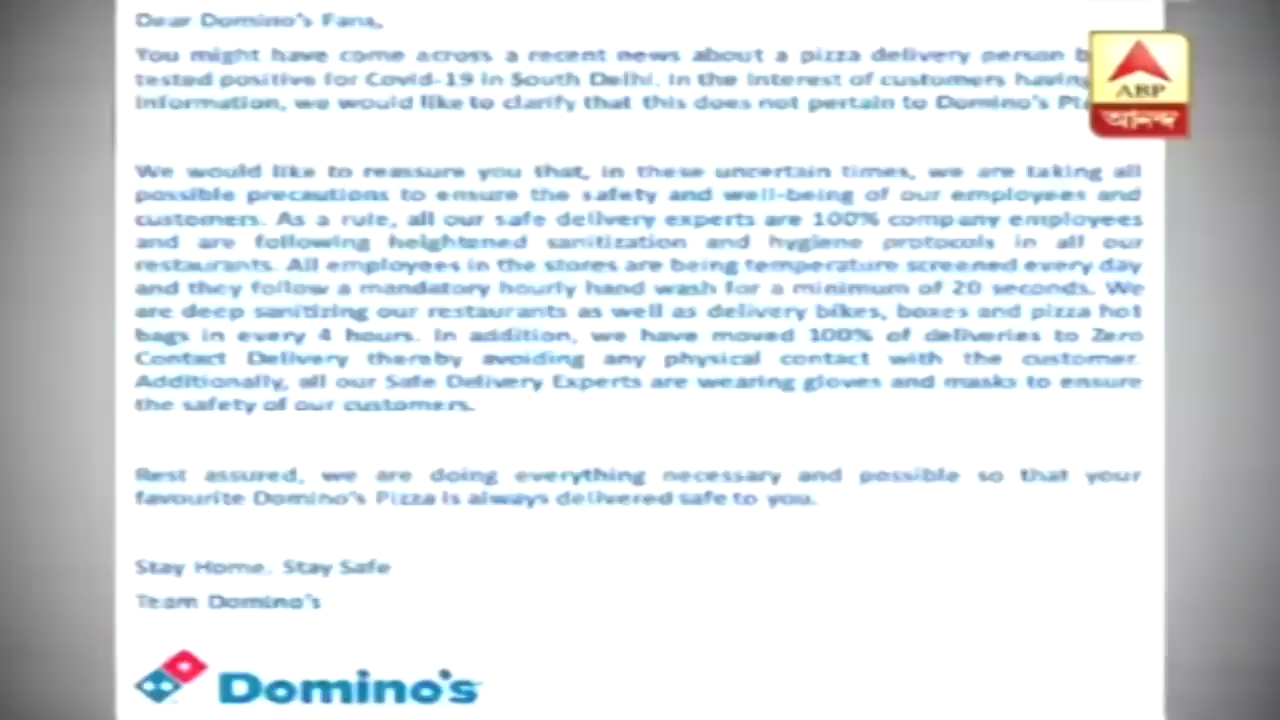 Dear Domino's Fans,
You might have come across a recent news about a pizza delivery person
tested positive for Covid-19 in South Delhi. In the interest of customers having
information, we would like to clarify that this does not pertain to Domino's
We would like to reassure you that, in these uncertain times, we are taking all
possible precautions to ensure the safety and well-being of our employees and
customers. As a rule, all our safe delivery experts are 100% company employees
and are following heightened sanitization and hygiene protocols in all our
restaurants. All employees in the stores are being temperature screened every day
and they follow a mandatory hourly hand wash for a minimum of 20 seconds. We
are deep sanitizing our restaurants as well as delivery bikes, boxes and pizza hot
bags in every 4 hours. In addition, we have moved 100% of deliveries to Zero
Contact Delivery thereby avoiding any physical contact with the customer.
Additionally, all our Safe Delivery Experts are wearing gloves and masks to ensure
the safety of our customers.
Rest assured, we are doing everything necessary and possible so that your
favourite Domino's Pizza is always delivered safe to you.
Stay Home. Stay Safe
Team Domino's
Domino's
ABP
আনন্দ